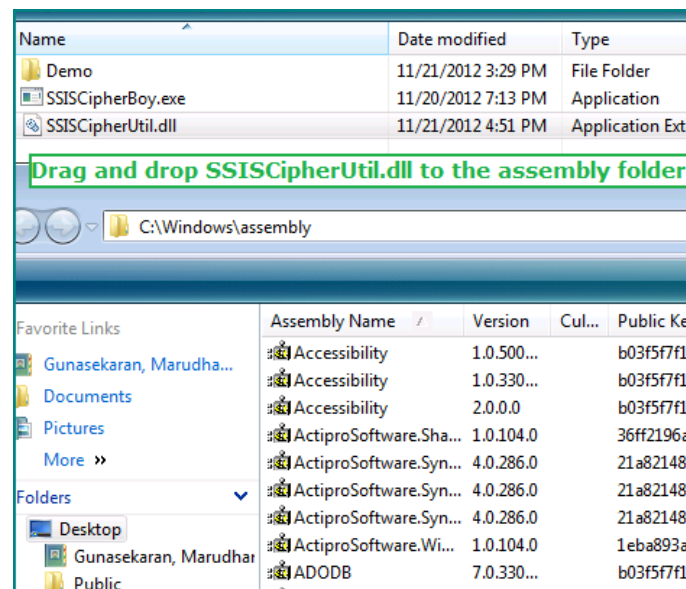 Name Date modified Type
Demo 11/21/2012 3:29 PM File Folder
SSISCipherBoy.exe 11/20/2012 7:13 PM Application
SSISCipherUtil.dll 11/21/2012 4:51 PM Application Ext
Drag and drop SSISCipherUtil.dll to the assembly folder
C:\Windows\assembly
Favorite Links
Gunasekaran, Marudha...
Documents
Pictures
More »
Folders
Desktop
Gunasekaran, Marudhar
Public
Assembly Name Version Cul... Public Ke
Accessibility 1.0.500... b03f5f7f1
Accessibility 1.0.330... b03f5f7f1
Accessibility 2.0.0.0 b03f5f7f1
ActiproSoftware.Sha... 1.0.104.0 36ff2196a
ActiproSoftware.Syn... 4.0.286.0 21a82148
ActiproSoftware.Syn... 4.0.286.0 21a82148
ActiproSoftware.Syn... 4.0.286.0 21a82148
ActiproSoftware.Wi... 1.0.104.0 1eba893a
ADODB 7.0.330... b03f5f7f1